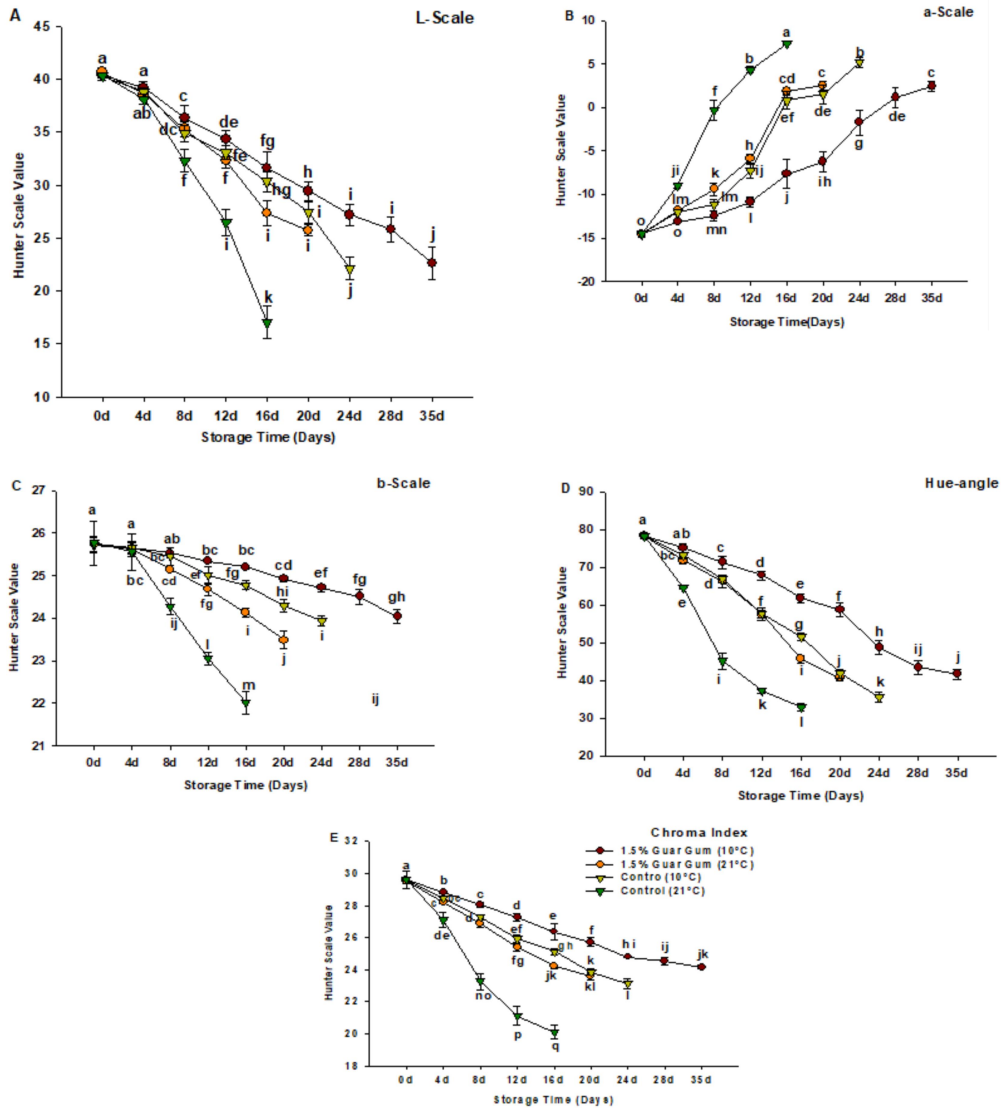 A
L-Scale
45
40
35
30
25
20
15
10
Hunter Scale Value
a
a
ab
c
dc
f
de
fe
f
i
fg
hg
i
k
h
i
i
i
j
i
j
0d 4d 8d 12d 16d 20d 24d 28d 35d
Storage Time (Days)
B
a-Scale
10
5
0
-5
-10
-15
-20
Hunter Scale Value
o
ji
lm
o
f
k
lm
mn
b
h
ij
l
a
cd
ef
j
c
de
ih
b
g
de
c
0d 4d 8d 12d 16d 20d 24d 28d 35d
Storage Time(Days)
C
b-Scale
27
26
25
24
23
22
21
Hunter Scale Value
a
a
bc
ab
bc
cd
ij
bc
ef
fg
l
bc
fg
i
m
cd
hi
j
ef
i
fg
gh
ij
0d 4d 8d 12d 16d 20d 24d 28d 35d
Storage Time (Days)
D
Hue-angle
90
80
70
60
50
40
30
20
Hunter Scale Value
a
ab
bc
e
c
d
i
d
f
k
e
g
i
l
f
j
h
k
ij
j
0d 4d 8d 12d 16d 20d 24d 28d 35d
Storage Time (Days)
E
Chroma Index
1.5% Guar Gum (10°C)
1.5% Guar Gum (21°C)
Contro (10°C)
Control (21°C)
30
28
26
24
22
20
18
Hunter Scale Value
a
b
c
de
c
d
no
d
ef
fg
p
e
gh
jk
q
f
k
kl
hi
l
ij
jk
0d 4d 8d 12d 16d 20d 24d 28d 35d
Storage Time (Days)